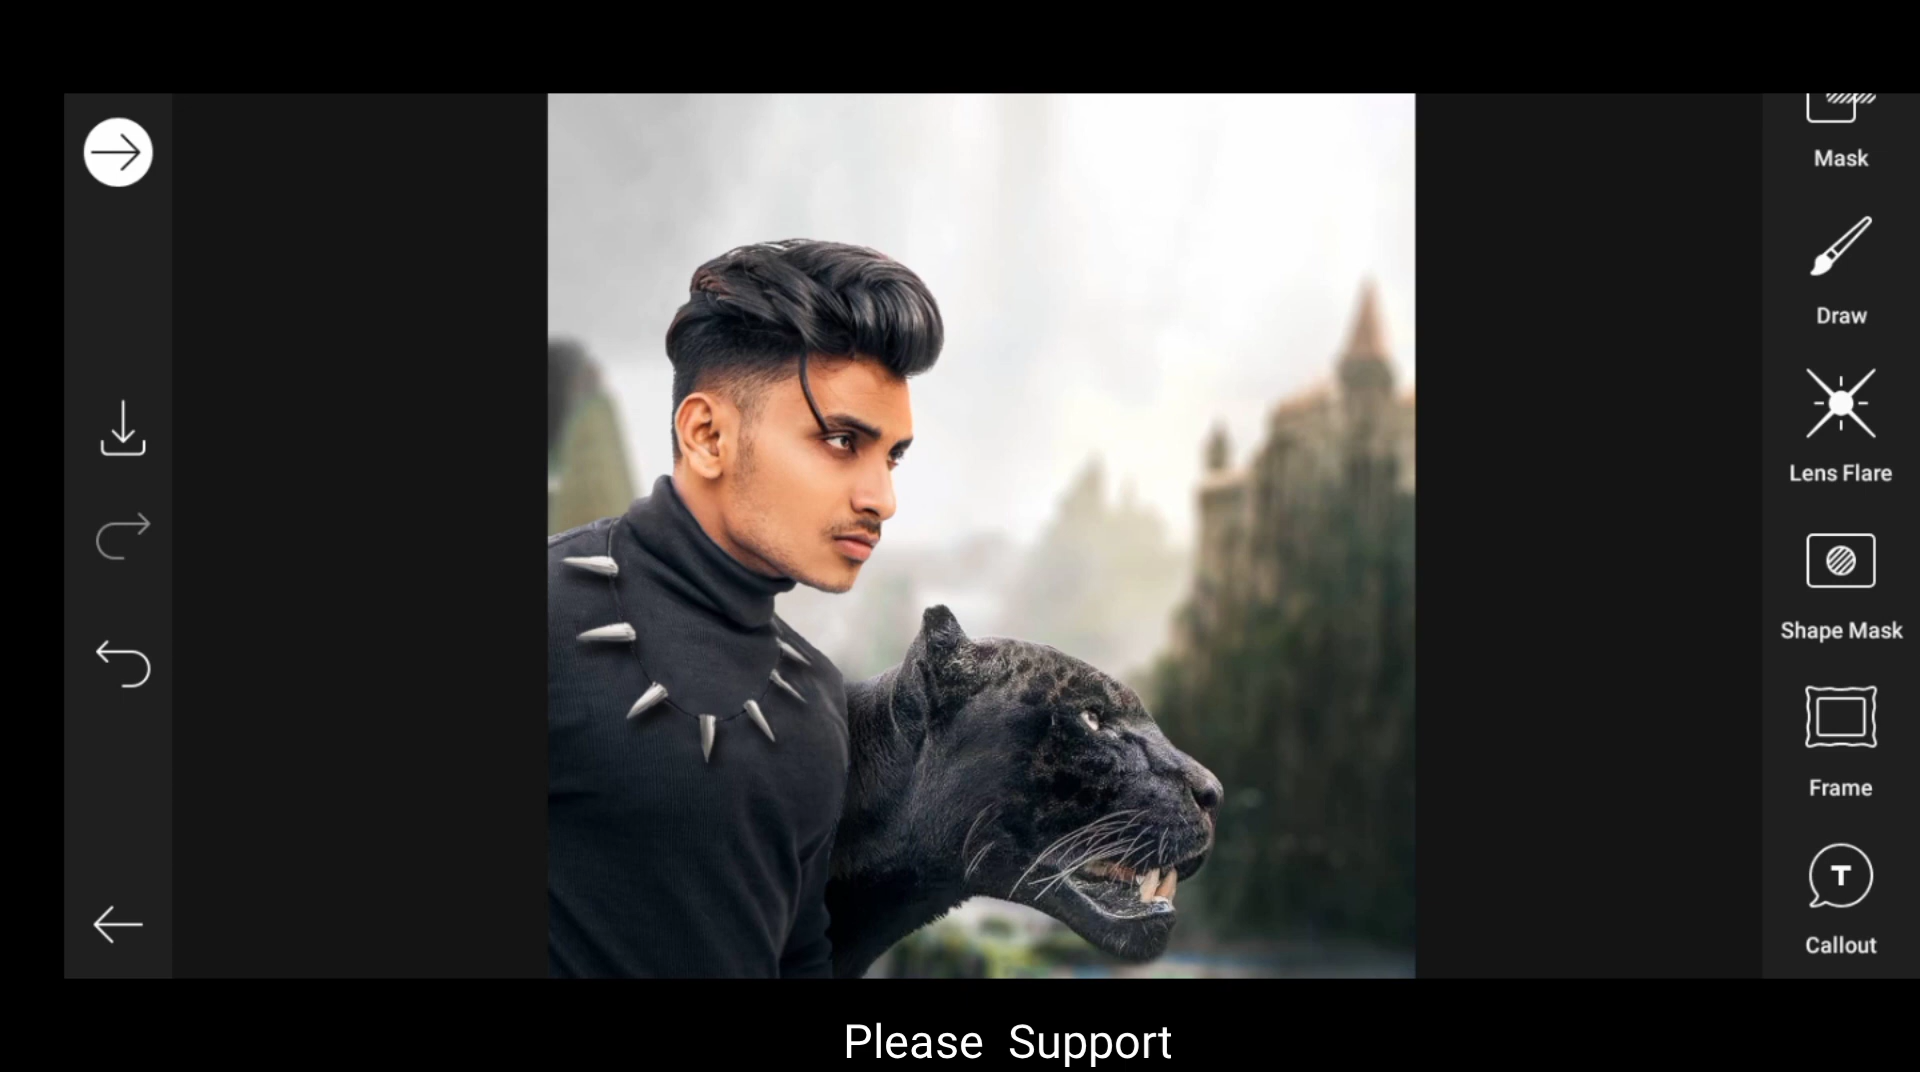 Mask
Draw
Lens Flare
Shape Mask
Frame
T
Callout
Please Support